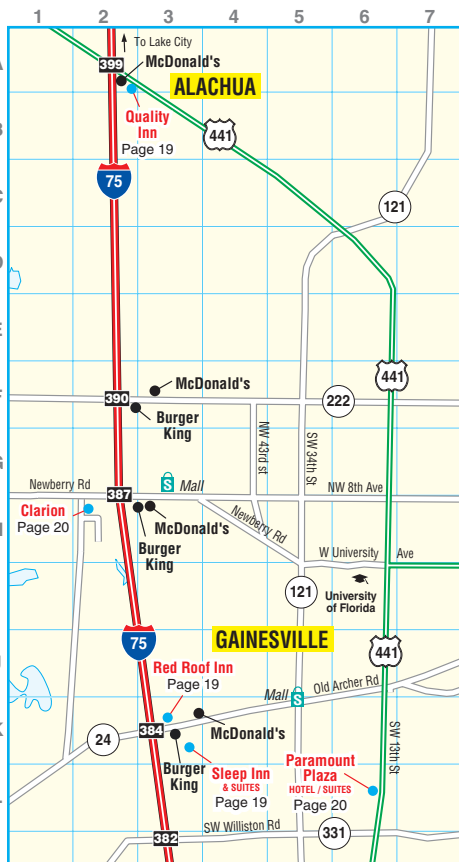 1 2 3 4 5 6 7
To Lake City
399
McDonald's
ALACHUA
B
Quality
Inn
Page 19
441
75
C
121
D
E
441
McDonald's
F
390
222
Burger
King
NW 43rd st
SW 34th St
G
Newberry Rd
Mall
S
387
NW 8th Ave
Clarion
Page 20
McDonald's
Burger
King
Newberry Rd
W University Ave
121
University
of Florida
75
GAINESVILLE
441
Red Roof Inn
Page 19
Mall
S
Old Archer Rd
McDonald's
K
24
384
Burger
King
Sleep Inn
& SUITES
Page 19
Paramount
Plaza
HOTEL / SUITES
Page 20
SW 13th St
SW Williston Rd
331
382